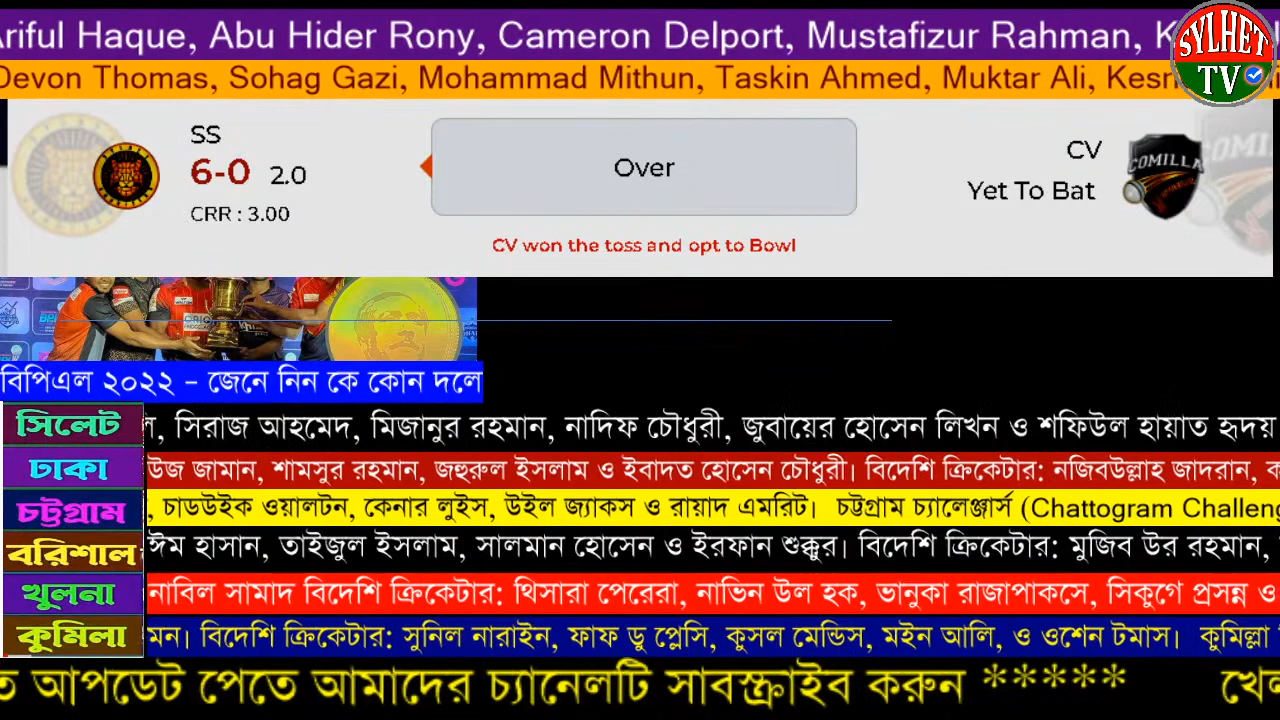 Ariful Haque, Abu Hider Rony, Cameron Delport, Mustafizur Rahman,
Devon Thomas, Sohag Gazi, Mohammad Mithun, Taskin Ahmed, Muktar Ali,
SYLHET
TV
SS
6-0 2.0
CRR : 3.00
Over
CV
Yet To Bat
COMILLA
CV won the toss and opt to Bowl
বিপিএল ২০২২ - জেনে নিন কে কোন দলে
সিলেট , সিরাজ আহমেদ, মিজানুর রহমান, নাদিফ চৌধুরী, জুবায়ের হোসেন লিখন ও শফিউল হায়াত হৃদয়
ঢাকা উজ জামান, শামসুর রহমান, জহুরুল ইসলাম ও ইবাদত হোসেন চৌধুরী। বিদেশি ক্রিকেটার: নজিবউল্লাহ জাদরান,
চট্টগ্রাম , চাডউইক ওয়ালটন, কেনার লুইস, উইল জ্যাকস ও রায়াদ এমরিট। চট্টগ্রাম চ্যালেঞ্জার্স (Chattogram Challeng
বরিশাল ঈম হাসান, তাইজুল ইসলাম, সালমান হোসেন ও ইরফান শুক্কুর। বিদেশি ক্রিকেটার: মুজিব উর রহমান,
খুলনা নাবিল সামাদ বিদেশি ক্রিকেটার: থিসারা পেরেরা, নাভিন উল হক, ভানুকা রাজাপাকসে, সিকুগে প্রসন্ন ও
কুমিলা মন। বিদেশি ক্রিকেটার: সুনিল নারাইন, ফাফ ডু প্লেসি, কুসল মেন্ডিস, মইন আলি, ও ওশেন টমাস। কুমিল্লা
ত আপডেট পেতে আমাদের চ্যানেলটি সাবস্ক্রাইব করুন ***** খেল